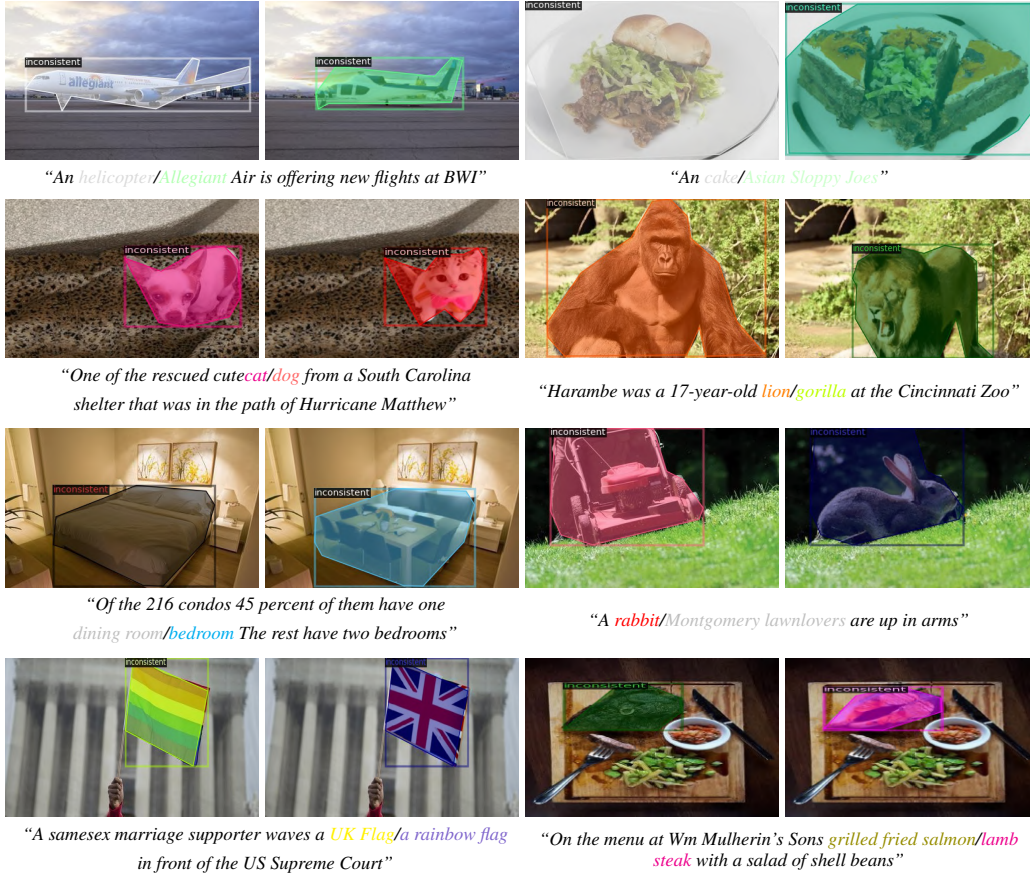 inconsistent
inconsistent
inconsistent
inconsistent
allegiant
“An helicopter/Allegiant Air is offering new flights at BWI”
“An cake/Asian Sloppy Joes”
inconsistent
inconsistent
inconsistent
inconsistent
“One of the rescued cutecat/dog from a South Carolina
shelter that was in the path of Hurricane Matthew”
“Harambe was a 17-year-old lion/gorilla at the Cincinnati Zoo”
inconsistent
inconsistent
inconsistent
inconsistent
“Of the 216 condos 45 percent of them have one
dining room/bedroom The rest have two bedrooms”
“A rabbit/Montgomery lawnlovers are up in arms”
inconsistent
inconsistent
inconsistent
inconsistent
“A samesex marriage supporter waves a UK Flag/a rainbow flag
in front of the US Supreme Court”
“On the menu at Wm Mulherin’s Sons grilled fried salmon/lamb
steak with a salad of shell beans”